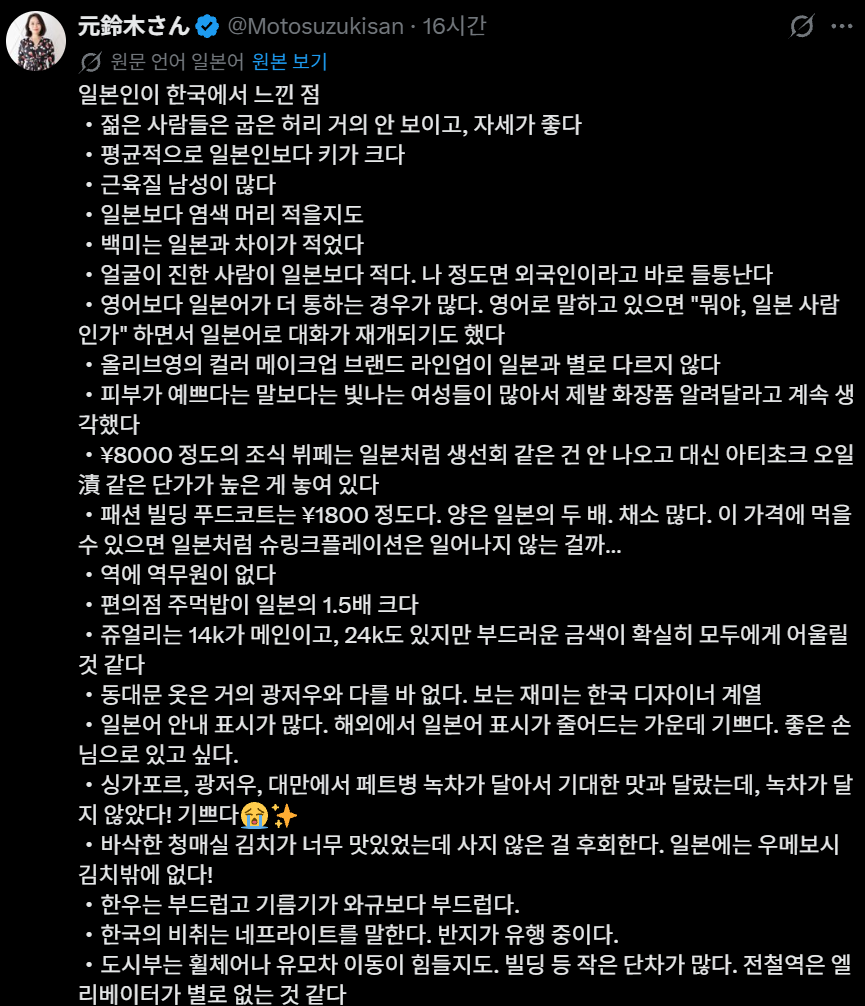 元鈴木さん @Motosuzukisan · 16시간
원문 언어 일본어 원본 보기
일본인이 한국에서 느낀 점
・젊은 사람들은 굽은 허리 거의 안 보이고, 자세가 좋다
・평균적으로 일본인보다 키가 크다
・근육질 남성이 많다
・일본보다 염색 머리 적을지도
・백미는 일본과 차이가 적었다
・얼굴이 진한 사람이 일본보다 적다. 나 정도면 외국인이라고 바로 들통난다
・영어보다 일본어가 더 통하는 경우가 많다. 영어로 말하고 있으면 "뭐야, 일본 사람
인가" 하면서 일본어로 대화가 재개되기도 했다
・올리브영의 컬러 메이크업 브랜드 라인업이 일본과 별로 다르지 않다
・피부가 예쁘다는 말보다는 빛나는 여성들이 많아서 제발 화장품 알려달라고 계속 생
각했다
・¥8000 정도의 조식 뷔페는 일본처럼 생선회 같은 건 안 나오고 대신 아티초크 오일
漬 같은 단가가 높은 게 놓여 있다
・패션 빌딩 푸드코트는 ¥1800 정도다. 양은 일본의 두 배. 채소 많다. 이 가격에 먹을
수 있으면 일본처럼 슈링크플레이션은 일어나지 않는 걸까...
・역에 역무원이 없다
・편의점 주먹밥이 일본의 1.5배 크다
・쥬얼리는 14k가 메인이고, 24k도 있지만 부드러운 금색이 확실히 모두에게 어울릴
것 같다
・동대문 옷은 거의 광저우와 다를 바 없다. 보는 재미는 한국 디자이너 계열
・일본어 안내 표시가 많다. 해외에서 일본어 표시가 줄어드는 가운데 기쁘다. 좋은 손
님으로 있고 싶다.
・싱가포르, 광저우, 대만에서 페트병 녹차가 달아서 기대한 맛과 달랐는데, 녹차가 달
지 않았다! 기쁘다😭✨
・바삭한 청매실 김치가 너무 맛있었는데 사지 않은 걸 후회한다. 일본에는 우메보시
김치밖에 없다!
・한우는 부드럽고 기름기가 와규보다 부드럽다.
・한국의 비취는 네프라이트를 말한다. 반지가 유행 중이다.
・도시부는 휠체어나 유모차 이동이 힘들지도. 빌딩 등 작은 단차가 많다. 전철역은 엘
리베이터가 별로 없는 것 같다